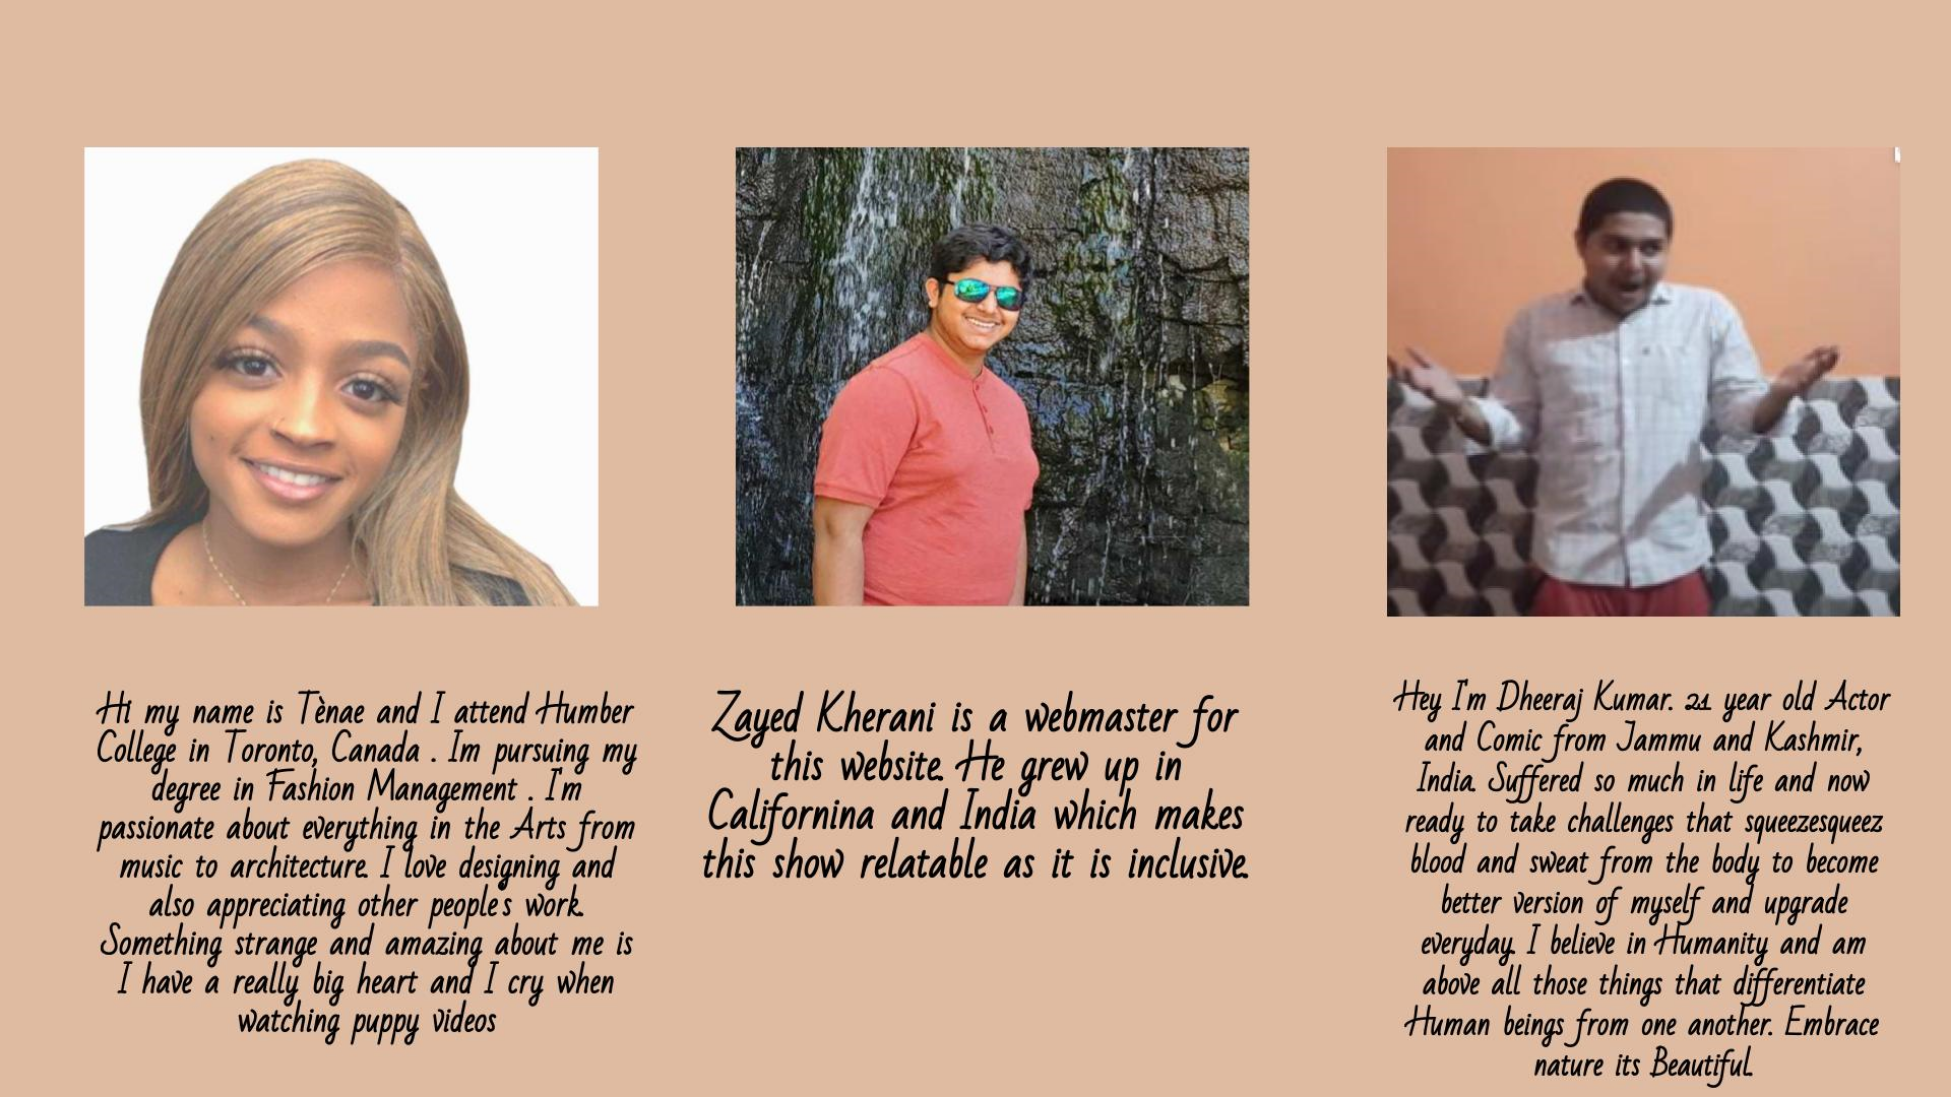 Hi my name is Tènae and I attend Humber
College in Toronto, Canada . Im pursuing my
degree in Fashion Management . I'm
passionate about everything in the Arts from
music to architecture. I love designing and
also appreciating other people's work.
Something strange and amazing about me is
I have a really big heart and I cry when
watching puppy videos
Zayed Kherani is a webmaster for
this website. He grew up in
Californina and India which makes
this show relatable as it is inclusive.
Hey I'm Dheeraj Kumar. 21 year old Actor
and Comic from Jammu and Kashmir,
India. Suffered so much in life and now
ready to take challenges that squeezesqueez
blood and sweat from the body to become
better version of myself and upgrade
everyday. I believe in Humanity and am
above all those things that differentiate
Human beings from one another. Embrace
nature its Beautiful.